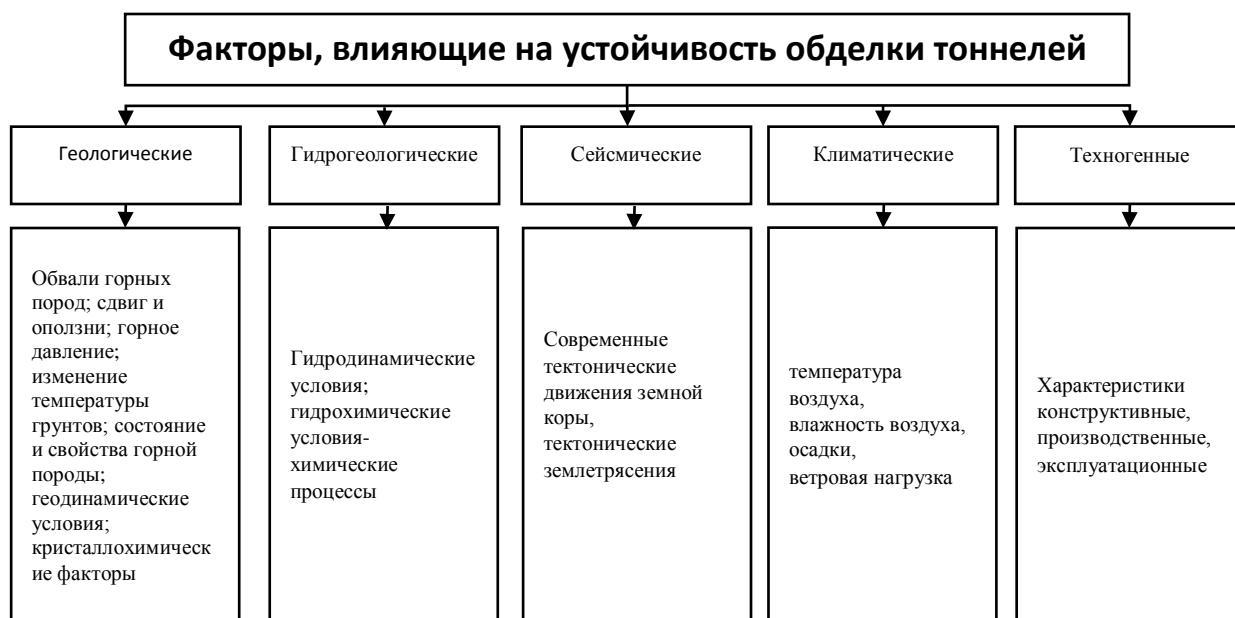 Факторы, влияющие на устойчивость обделки тоннелей
Геологические
Гидрогеологические
Сейсмические
Климатические
Техногенные
Обвали горных
пород; сдвиг и
оползни; горное
давление;
изменение
температуры
грунтов; состояние
и свойства горной
породы;
геодинамические
условия;
кристаллохимическ
ие факторы
Гидродинамические
условия;
гидрохимические
условия-
химические
процессы
Современные
тектонические
движения земной
коры,
тектонические
землетрясения
температура
воздуха,
влажность воздуха,
осадки,
ветровая нагрузка
Характеристики
конструктивные,
производственные,
эксплуатационные